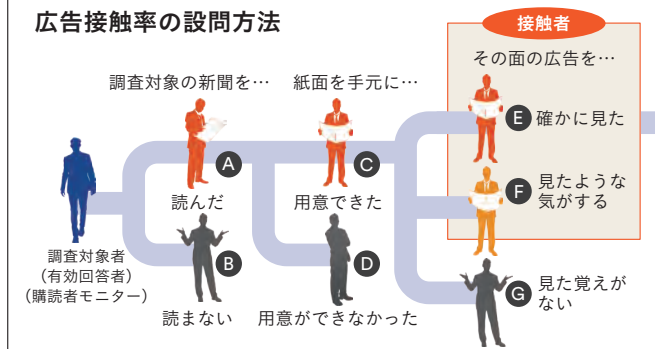 広告接触率の設問方法
接触者
その面の広告を…
調査対象の新聞を…
紙面を手元に…
E 確かに見た
A
C
読んだ
用意できた
F 見たような
気がする
調査対象者
(有効回答者)
(購読者モニター)
B
D
読まない
用意ができなかった
G 見た覚えが
ない